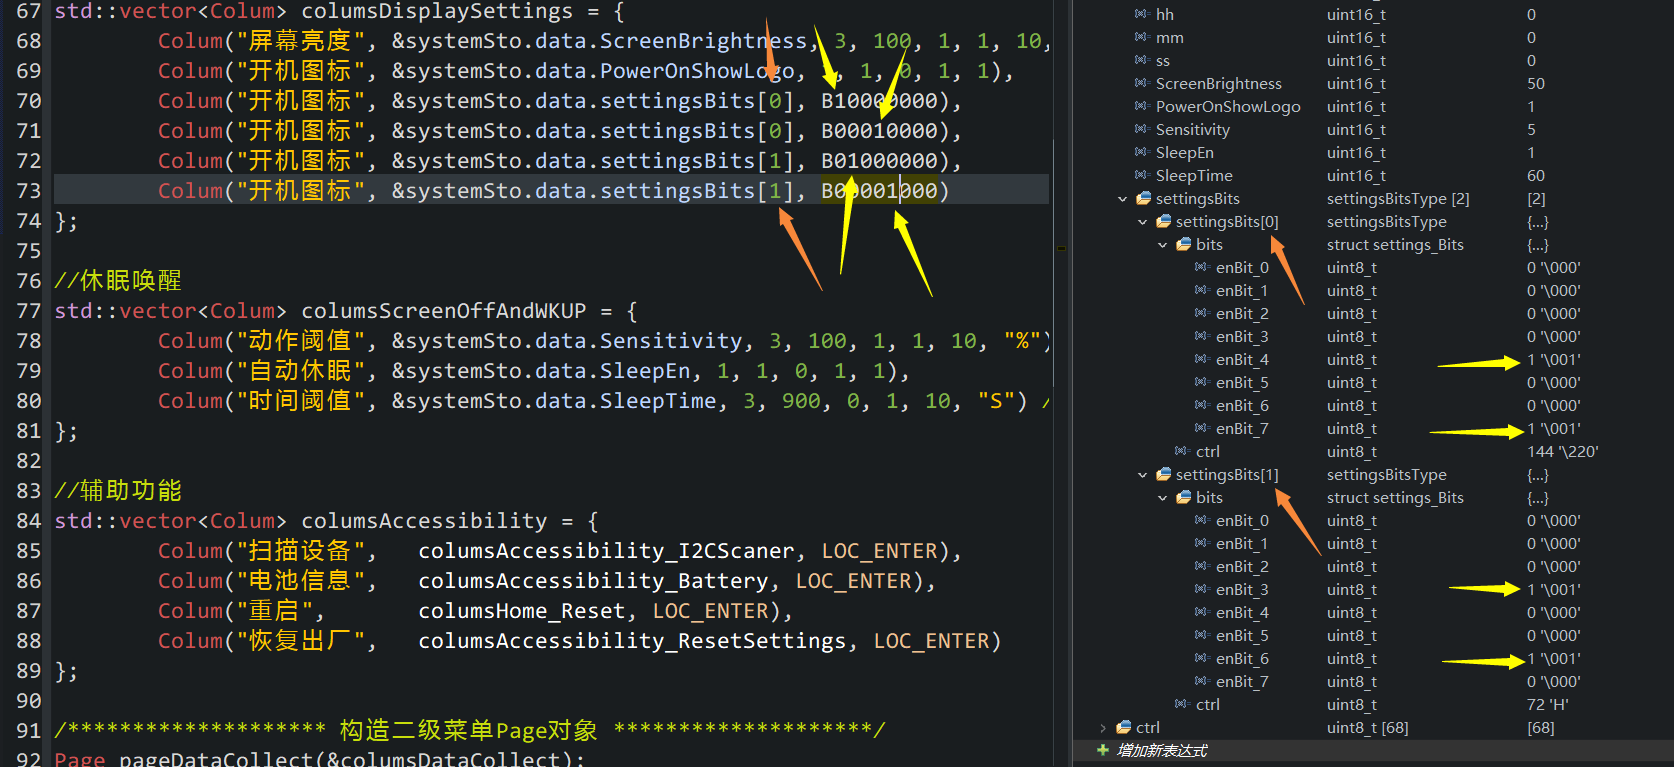 67 std::vector<Colum> columsDisplaySettings = {
68 Colum("屏幕亮度", &systemSto.data.ScreenBrightness, 3, 100, 1, 1, 10,
69 Colum("开机图标", &systemSto.data.PowerOnShowLogo, 1, 1, 0, 1, 1),
70 Colum("开机图标", &systemSto.data.settingsBits[0], B10000000),
71 Colum("开机图标", &systemSto.data.settingsBits[0], B00010000),
72 Colum("开机图标", &systemSto.data.settingsBits[1], B01000000),
73 Colum("开机图标", &systemSto.data.settingsBits[1], B00001000)
74 };
75
76 //休眠唤醒
77 std::vector<Colum> columsScreenOffAndWKUP = {
78 Colum("动作阈值", &systemSto.data.Sensitivity, 3, 100, 1, 1, 10, "%")
79 Colum("自动休眠", &systemSto.data.SleepEn, 1, 1, 0, 1, 1),
80 Colum("时间阈值", &systemSto.data.SleepTime, 3, 900, 0, 1, 10, "S") /
81 };
82
83 //辅助功能
84 std::vector<Colum> columsAccessibility = {
85 Colum("扫描设备", columsAccessibility_I2CScaner, LOC_ENTER),
86 Colum("电池信息", columsAccessibility_Battery, LOC_ENTER),
87 Colum("重启", columsHome_Reset, LOC_ENTER),
88 Colum("恢复出厂", columsAccessibility_ResetSettings, LOC_ENTER)
89 };
90
91 /******************** 构造二级菜单Page对象 ********************/
92 Page pageDataCollect(&columsDataCollect);
hh uint16_t 0
mm uint16_t 0
ss uint16_t 0
ScreenBrightness uint16_t 50
PowerOnShowLogo uint16_t 1
Sensitivity uint16_t 5
SleepEn uint16_t 1
SleepTime uint16_t 60
settingsBits settingsBitsType [2] [2]
settingsBits[0] settingsBitsType {...}
bits struct settings_Bits {...}
enBit_0 uint8_t 0 '\000'
enBit_1 uint8_t 0 '\000'
enBit_2 uint8_t 0 '\000'
enBit_3 uint8_t 0 '\000'
enBit_4 uint8_t 1 '\001'
enBit_5 uint8_t 0 '\000'
enBit_6 uint8_t 0 '\000'
enBit_7 uint8_t 1 '\001'
ctrl uint8_t 144 '\220'
settingsBits[1] settingsBitsType {...}
bits struct settings_Bits {...}
enBit_0 uint8_t 0 '\000'
enBit_1 uint8_t 0 '\000'
enBit_2 uint8_t 0 '\000'
enBit_3 uint8_t 1 '\001'
enBit_4 uint8_t 0 '\000'
enBit_5 uint8_t 0 '\000'
enBit_6 uint8_t 1 '\001'
enBit_7 uint8_t 0 '\000'
ctrl uint8_t 72 'H'
ctrl uint8_t [68] [68]
增加新表达式